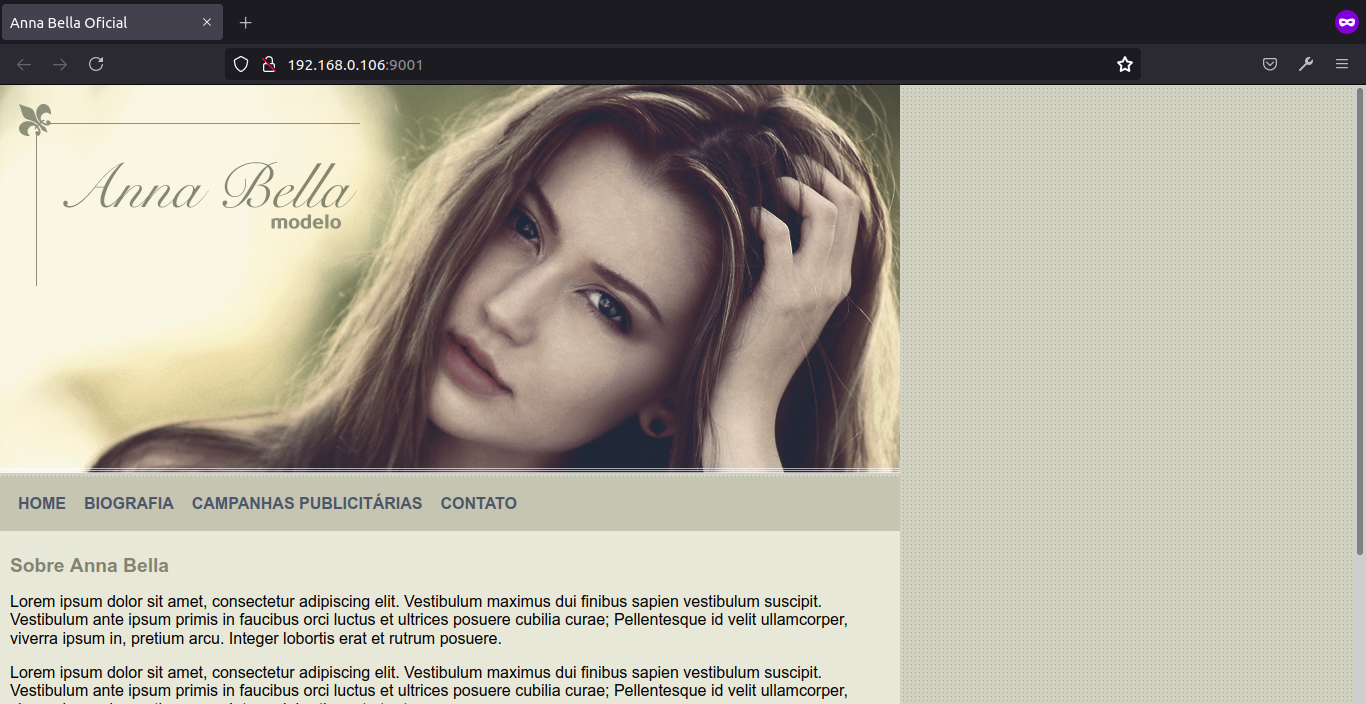 Anna Bella Oficial
192.168.0.106:9001
Anna Bella
modelo
HOME BIOGRAFIA CAMPANHAS PUBLICITÁRIAS CONTATO
Sobre Anna Bella
Lorem ipsum dolor sit amet, consectetur adipiscing elit. Vestibulum maximus dui finibus sapien vestibulum suscipit.
Vestibulum ante ipsum primis in faucibus orci luctus et ultrices posuere cubilia curae; Pellentesque id velit ullamcorper,
viverra ipsum in, pretium arcu. Integer lobortis erat et rutrum posuere.
Lorem ipsum dolor sit amet, consectetur adipiscing elit. Vestibulum maximus dui finibus sapien vestibulum suscipit.
Vestibulum ante ipsum primis in faucibus orci luctus et ultrices posuere cubilia curae; Pellentesque id velit ullamcorper,